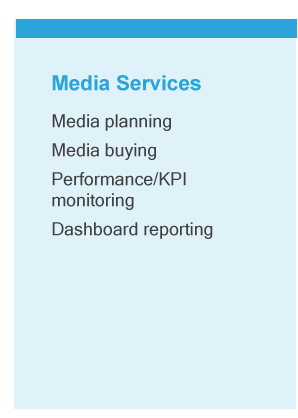 Media Services
Media planning
Media buying
Performance/KPI
monitoring
Dashboard reporting